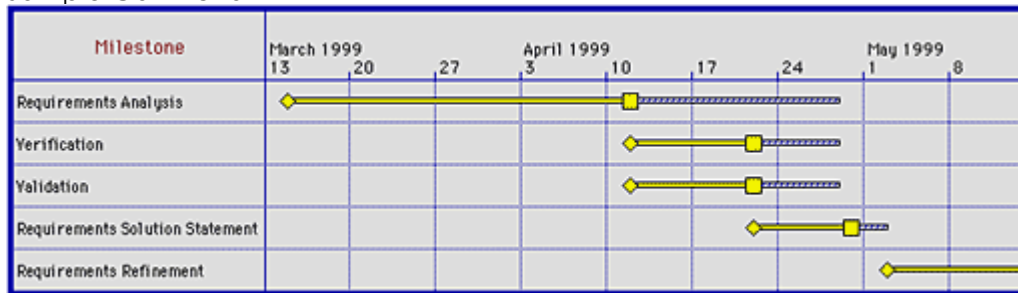 Milestone
March 1999 April 1999 May 1999
13 20 27 3 10 17 24 1 8
Requirements Analysis
Verification
Validation
Requirements Solution Statement
Requirements Refinement